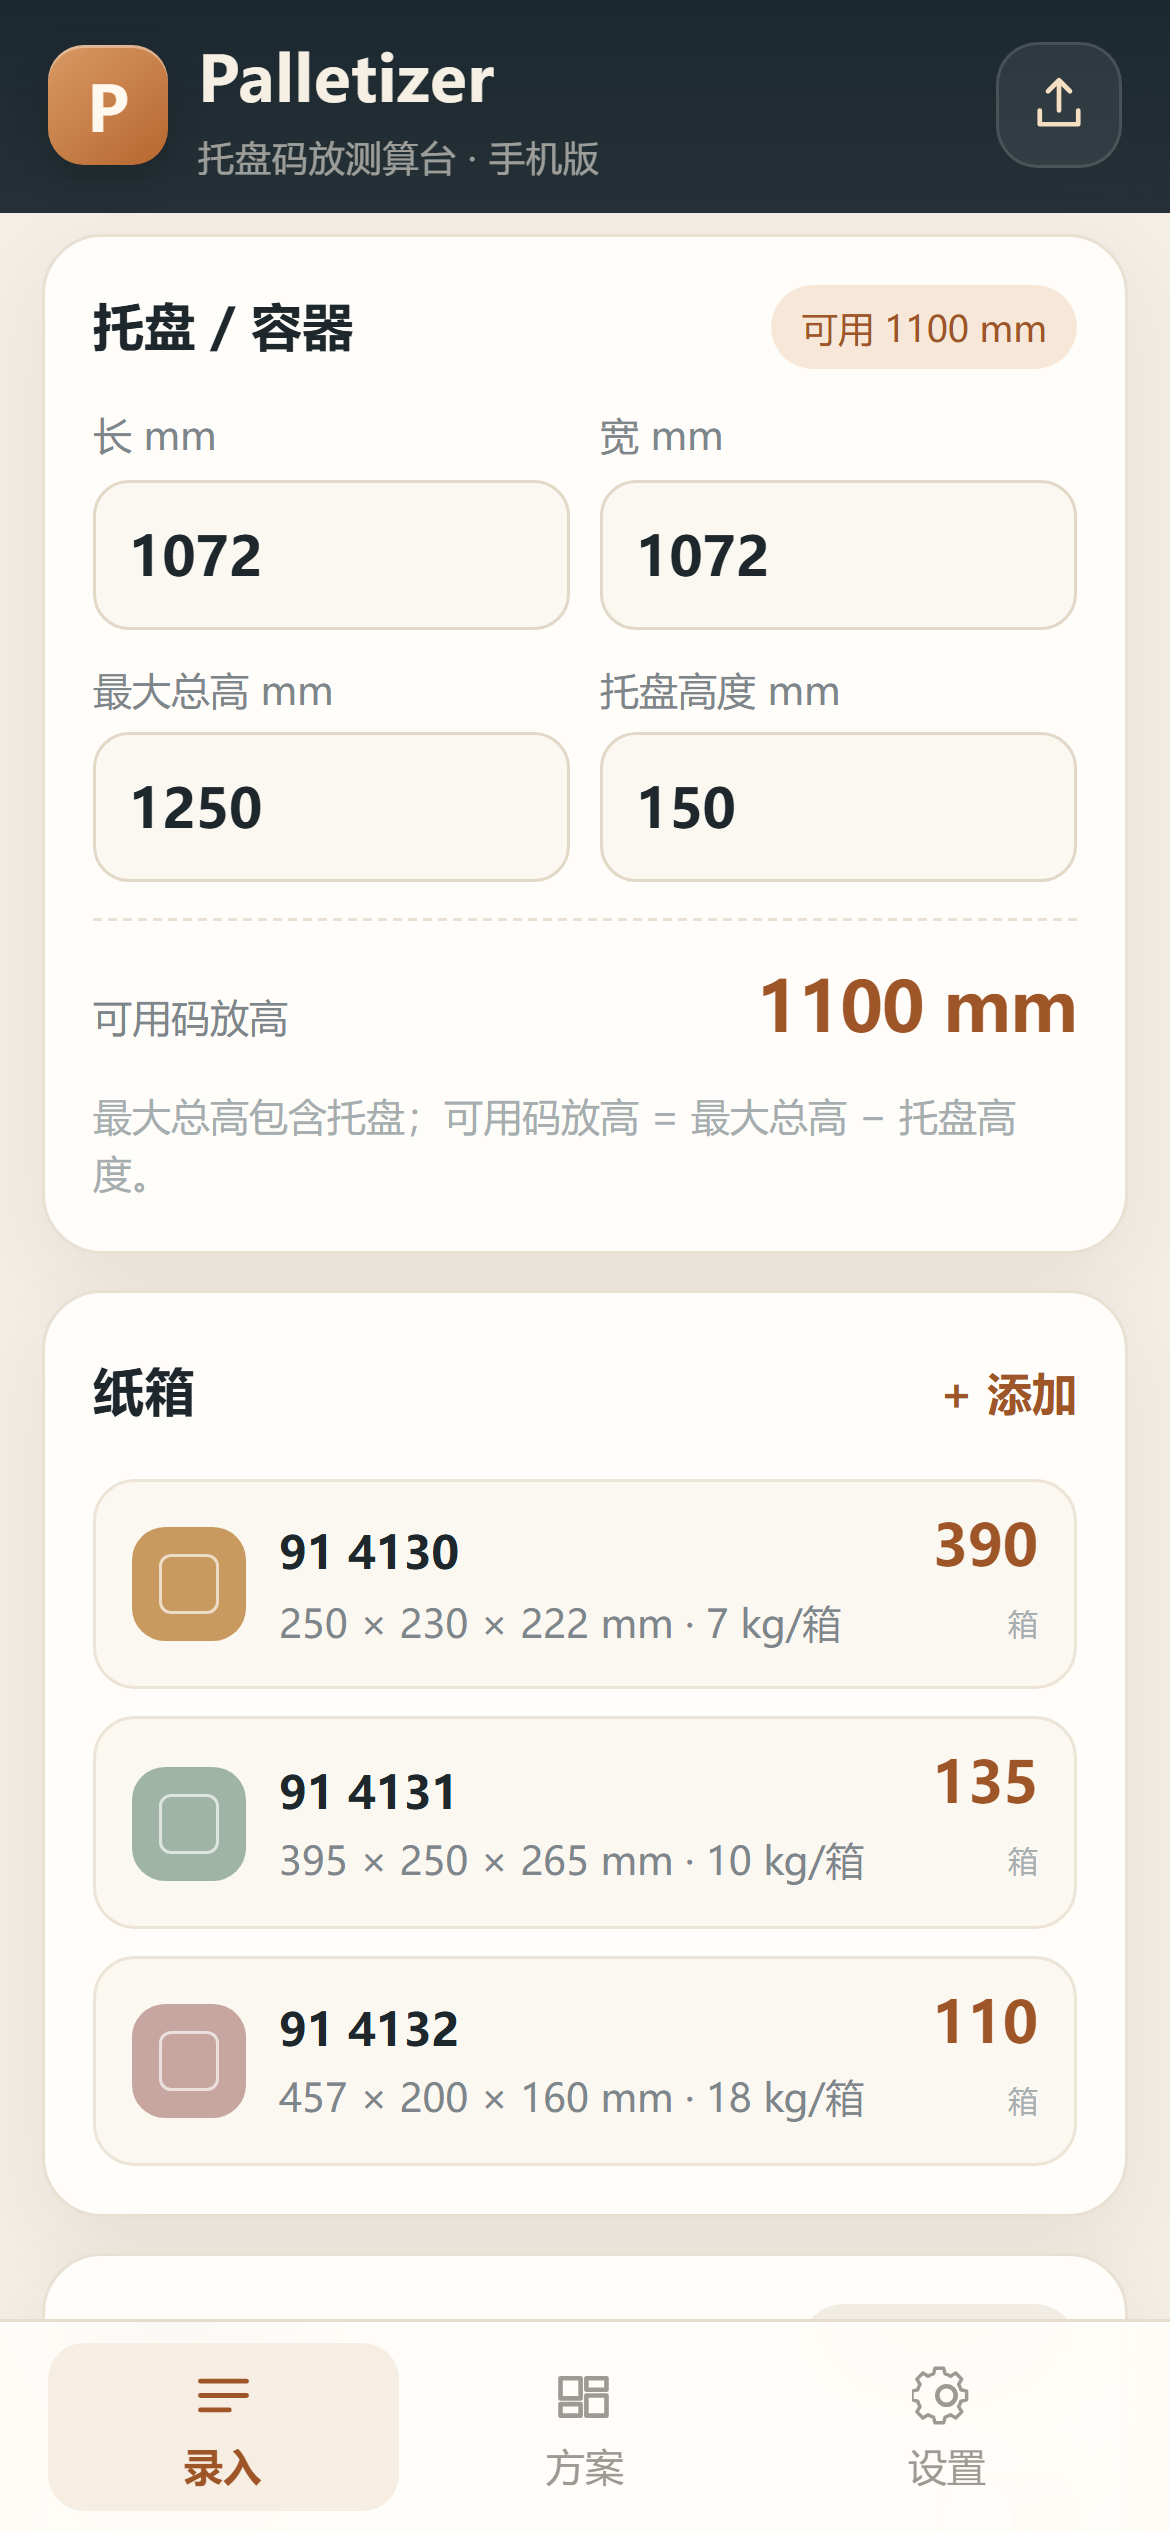 P
Palletizer
托盘码放测算台 · 手机版
托盘 / 容器
可用 1100 mm
长 mm
宽 mm
1072
1072
最大总高 mm
托盘高度 mm
1250
150
可用码放高
1100 mm
最大总高包含托盘；可用码放高 = 最大总高 − 托盘高
度。
纸箱
+ 添加
91 4130
390
250 × 230 × 222 mm · 7 kg/箱
箱
91 4131
135
395 × 250 × 265 mm · 10 kg/箱
箱
91 4132
110
457 × 200 × 160 mm · 18 kg/箱
箱
录入
方案
设置